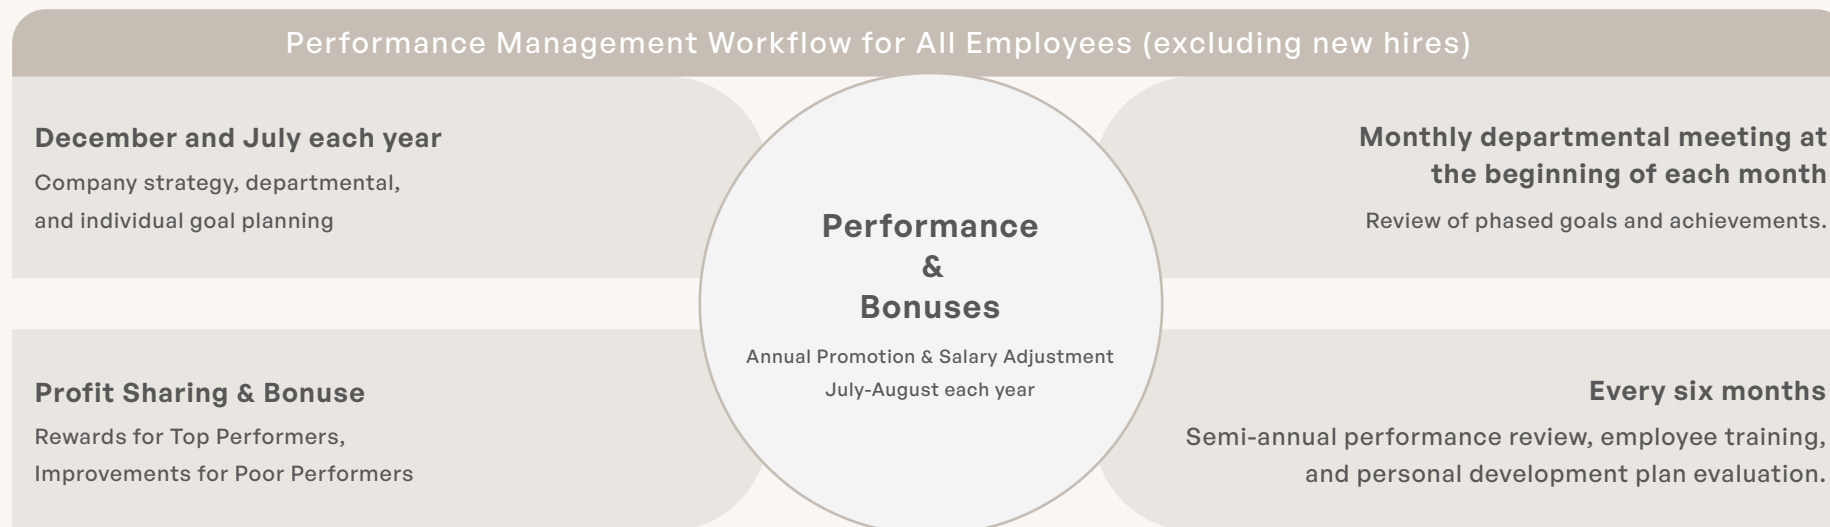 Performance Management Workflow for All Employees (excluding new hires)
December and July each year
Company strategy, departmental,
and individual goal planning
Monthly departmental meeting at
the beginning of each month
Review of phased goals and achievements.
Performance
&
Bonuses
Annual Promotion & Salary Adjustment
July-August each year
Profit Sharing & Bonuse
Rewards for Top Performers,
Improvements for Poor Performers
Every six months
Semi-annual performance review, employee training,
and personal development plan evaluation.